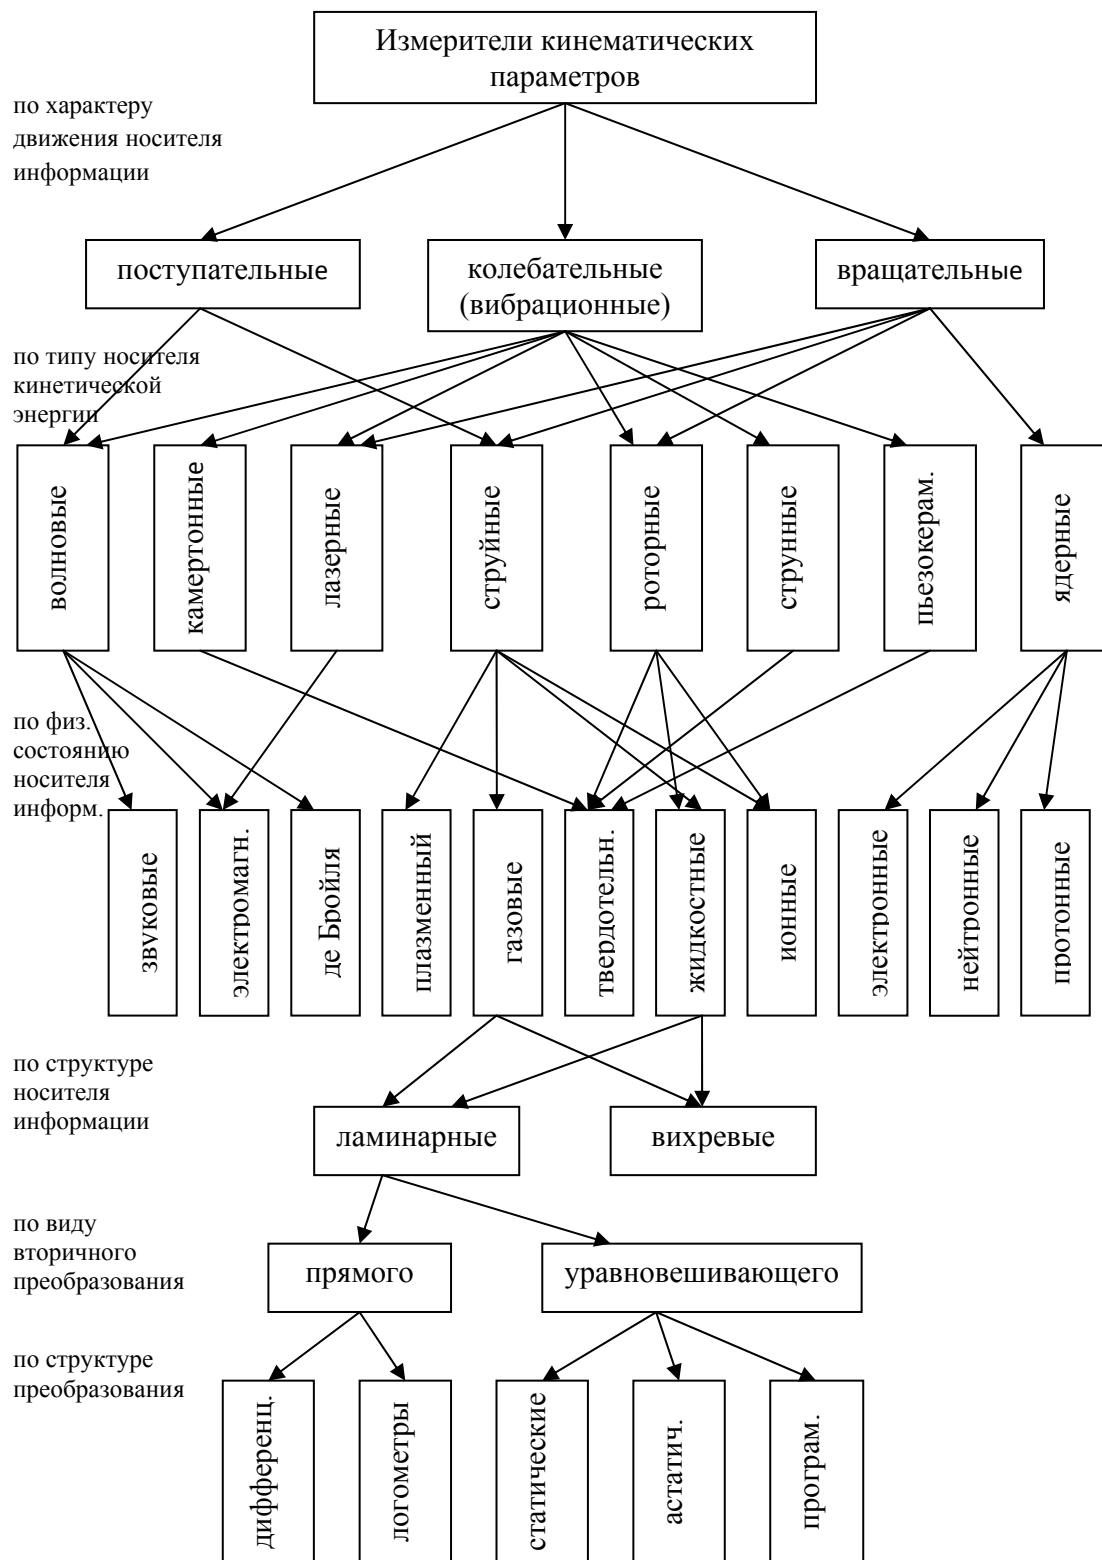 Измерители кинематических
параметров
по характеру
движения носителя
информации
поступательные
колебательные
(вибрационные)
вращательные
по типу носителя
кинетической
энергии
волновые
камертонные
лазерные
струйные
роторные
струнные
пьезокерам.
ядерные
по физ.
состоянию
носителя
информ.
звуковые
электромагн.
де Бройля
плазменный
газовые
твердотельн.
жидкостные
ионные
электронные
нейтронные
протонные
по структуре
носителя
информации
ламинарные
вихревые
по виду
вторичного
преобразования
прямого
уравновешивающего
по структуре
преобразования
дифференц.
логометры
статические
астатич.
програм.